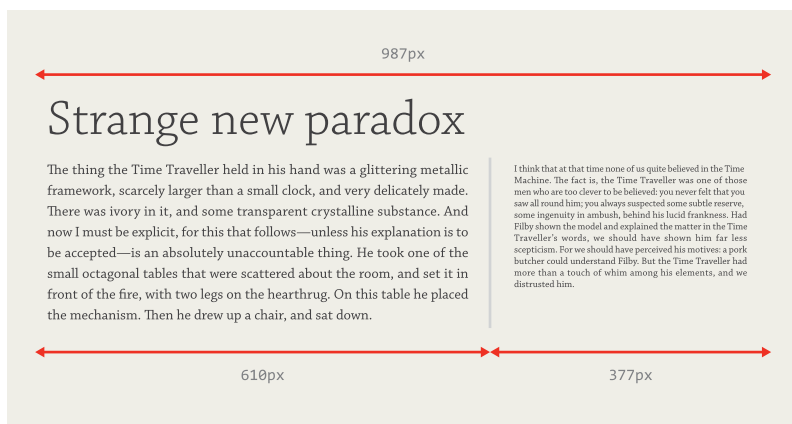 987px
Strange new paradox
The thing the Time Traveller held in his hand was a glittering metallic
framework, scarcely larger than a small clock, and very delicately made.
There was ivory in it, and some transparent crystalline substance. And
now I must be explicit, for this that follows—unless his explanation is to
be accepted—is an absolutely unaccountable thing. He took one of the
small octagonal tables that were scattered about the room, and set it in
front of the fire, with two legs on the hearthrug. On this table he placed
the mechanism. Then he drew up a chair, and sat down.
I think that at that time none of us quite believed in the Time
Machine. The fact is, the Time Traveller was one of those
men who are too clever to be believed: you never felt that you
saw all round him; you always suspected some subtle reserve,
some ingenuity in ambush, behind his lucid frankness. Had
Filby shown the model and explained the matter in the Time
Traveller's words, we should have shown him far less
scepticism. For we should have perceived his motives: a pork
butcher could understand Filby. But the Time Traveller had
more than a touch of whim among his elements, and we
distrusted him.
610px
377px